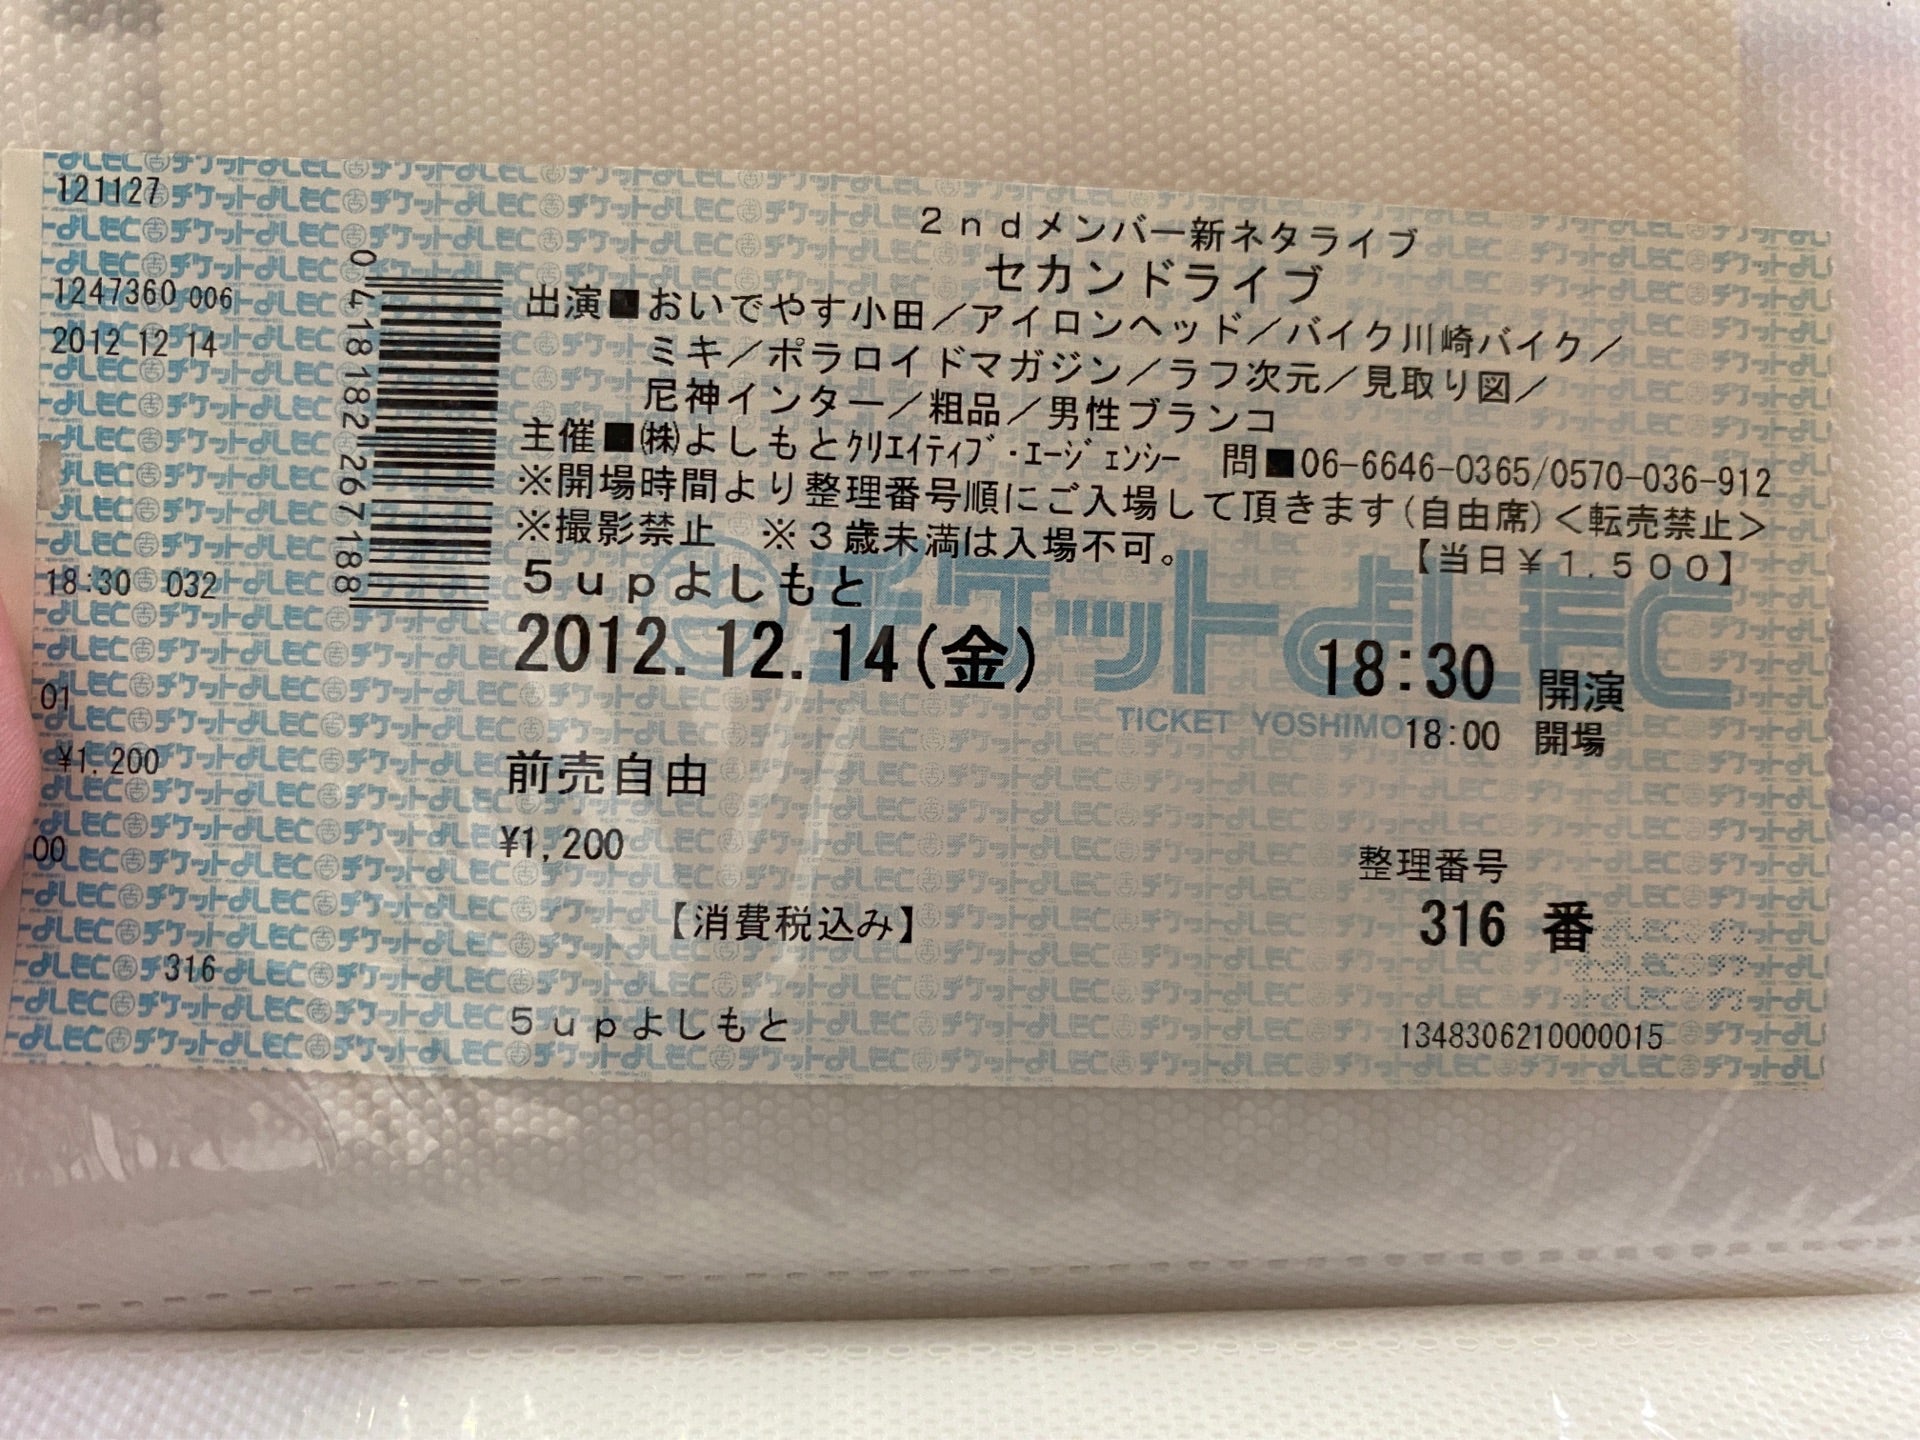 121127
1247360 006
2012 12 14
18:30 032
01
¥1,200
00
316
0418182267188
2ndメンバー新ネタライブ
セカンドライブ
出演■おいでやす小田／アイロンヘッド／バイク川崎バイク／
ミキ／ポラロイドマガジン／ラフ次元／見取り図／
尼神インター／粗品／男性ブランコ
主催■㈱よしもとｸﾘｴｲﾃｨﾌﾞ･ｴｰｼﾞｪﾝｼｰ 問■06-6646-0365/0570-036-912
※開場時間より整理番号順にご入場して頂きます(自由席)＜転売禁止＞
※撮影禁止 ※３歳未満は入場不可。 【当日￥１，５００】
５ｕｐよしもと
チケットよしもと
TICKET YOSHIMO
2012.12.14(金) 18:30 開演
18:00 開場
前売自由
¥1,200
【消費税込み】
整理番号
316 番
５ｕｐよしもと
1348306210000015